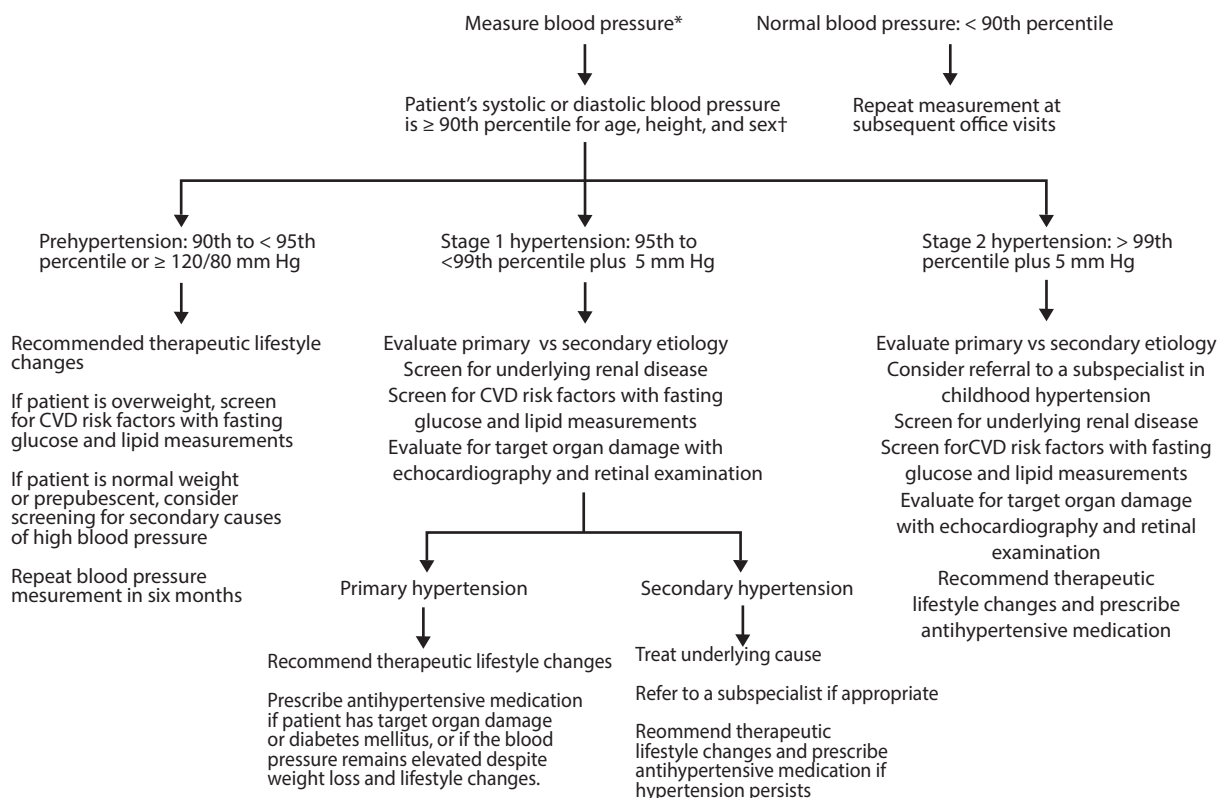 Measure blood pressure*
Normal blood pressure: < 90th percentile
Patient's systolic or diastolic blood pressure
is ≥ 90th percentile for age, height, and sex†
Repeat measurement at
subsequent office visits
Prehypertension: 90th to < 95th
percentile or ≥ 120/80 mm Hg
Stage 1 hypertension: 95th to
<99th percentile plus 5 mm Hg
Stage 2 hypertension: > 99th
percentile plus 5 mm Hg
Recommended therapeutic lifestyle
changes
If patient is overweight, screen
for CVD risk factors with fasting
glucose and lipid measurements
If patient is normal weight
or prepubescent, consider
screening for secondary causes
of high blood pressure
Repeat blood pressure
mesurement in six months
Evaluate primary vs secondary etiology
Screen for underlying renal disease
Screen for CVD risk factors with fasting
glucose and lipid measurements
Evaluate for target organ damage with
echocardiography and retinal examination
Evaluate primary vs secondary etiology
Consider referral to a subspecialist in
childhood hypertension
Screen for underlying renal disease
Screen forCVD risk factors with fasting
glucose and lipid measurements
Evaluate for target organ damage
with echocardiography and retinal
examination
Recommend therapeutic
lifestyle changes and prescribe
antihypertensive medication
Primary hypertension
Secondary hypertension
Recommend therapeutic lifestyle changes
Prescribe antihypertensive medication
if patient has target organ damage
or diabetes mellitus, or if the blood
pressure remains elevated despite
weight loss and lifestyle changes.
Treat underlying cause
Refer to a subspecialist if appropriate
Reommend therapeutic
lifestyle changes and prescribe
antihypertensive medication if
hypertension persists